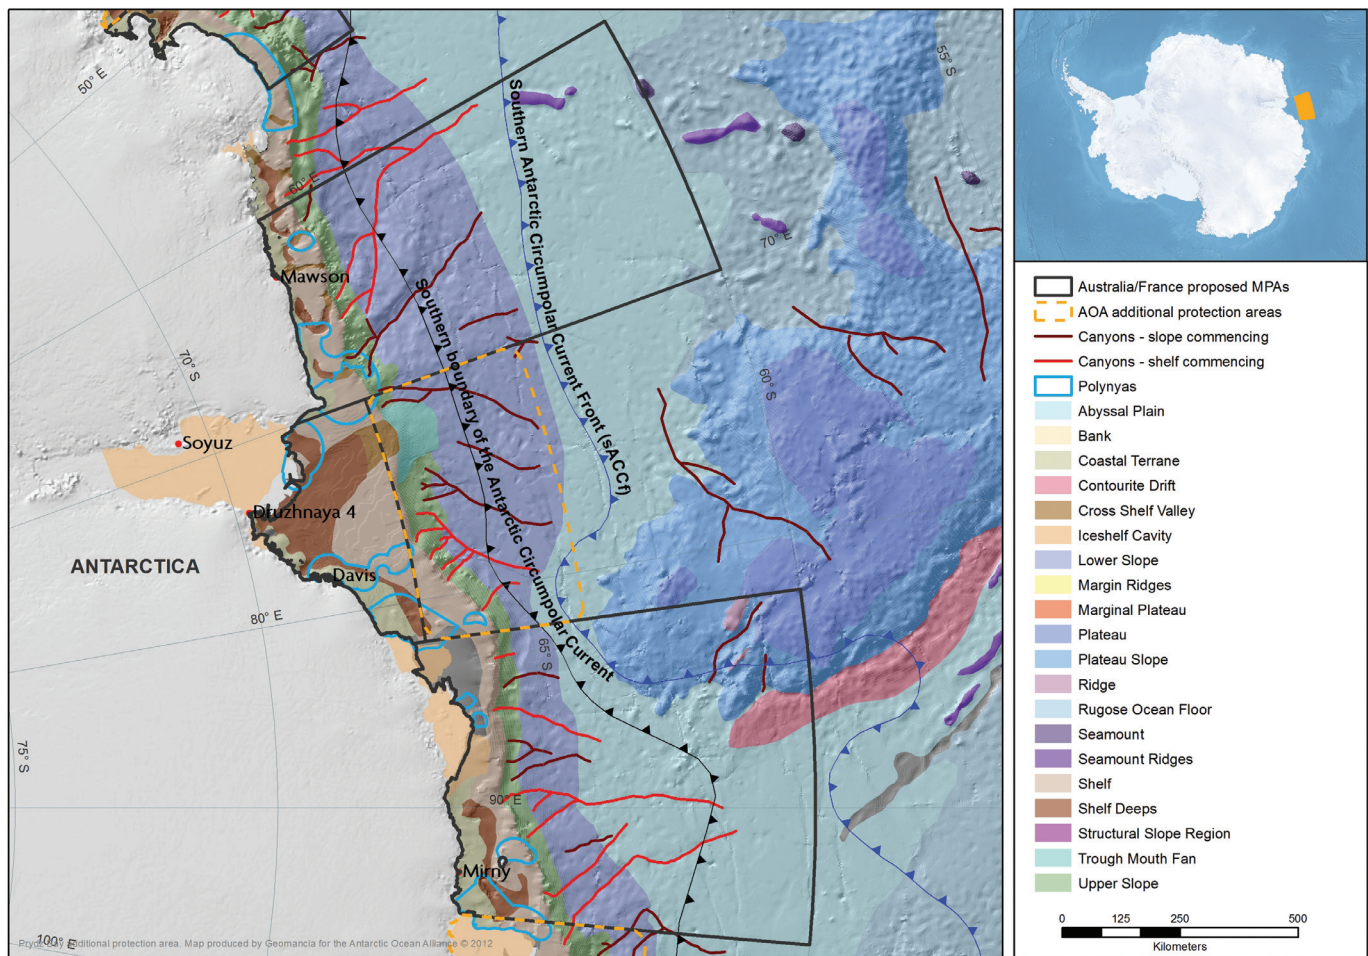 50° E
55° S
60° E
Southern Antarctic Circumpolar Current Front (sACCf)
70° E
Mawson
Southern boundary of the Antarctic Circumpolar Current
70° S
60° S
Soyuz
Druzhnaya 4
ANTARCTICA
Davis
80° E
65° S
75° S
90° E
Mirny
100° E
Prydz Bay additional protection area. Map produced by Geomancia for the Antarctic Ocean Alliance © 2012
Australia/France proposed MPAs
AOA additional protection areas
Canyons - slope commencing
Canyons - shelf commencing
Polynyas
Abyssal Plain
Bank
Coastal Terrane
Contourite Drift
Cross Shelf Valley
Iceshelf Cavity
Lower Slope
Margin Ridges
Marginal Plateau
Plateau
Plateau Slope
Ridge
Rugose Ocean Floor
Seamount
Seamount Ridges
Shelf
Shelf Deeps
Structural Slope Region
Trough Mouth Fan
Upper Slope
0 125 250 500
Kilometers